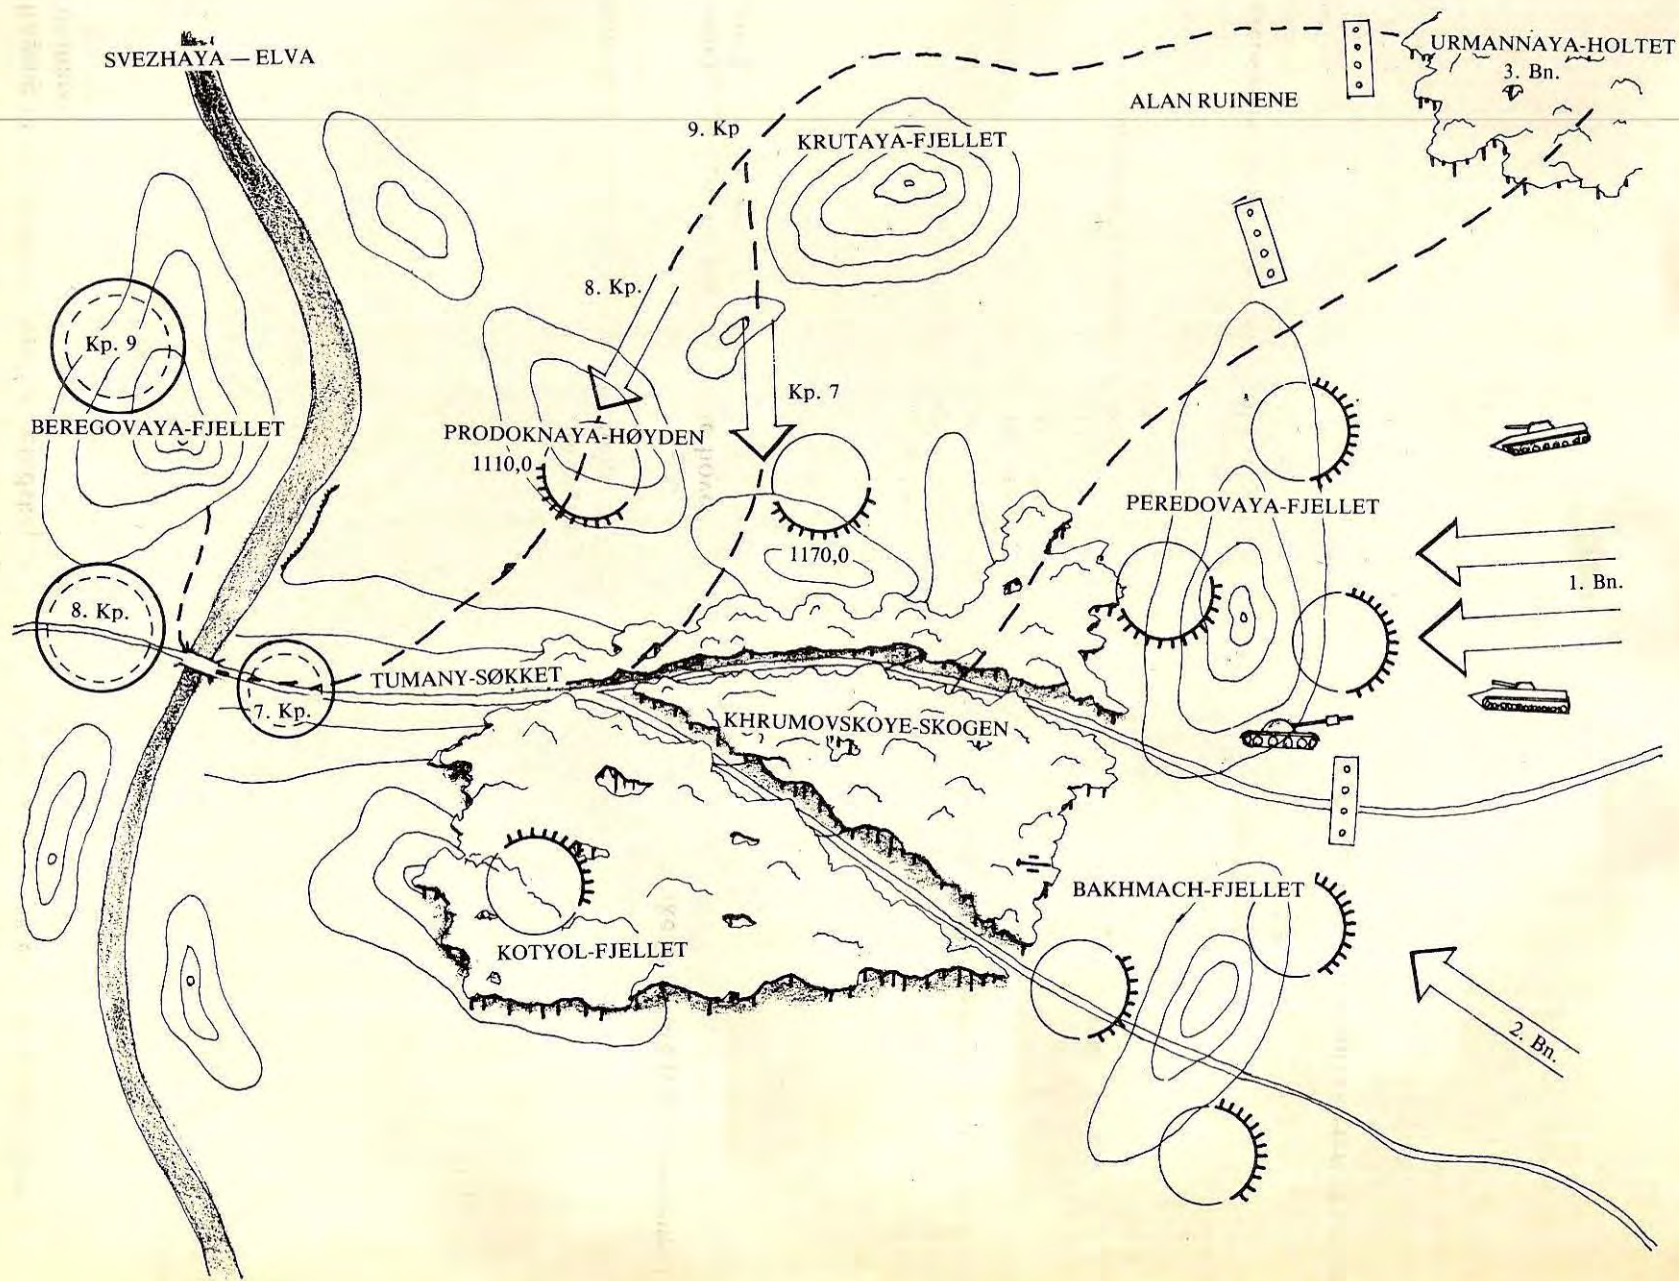 SVEZHAYA — ELVA
URMANNAYA-HOLTET
3. Bn.
ALAN RUINENE
9. Kp
KRUTAYA-FJELLET
8. Kp.
Kp. 9
Kp. 7
BEREGOVAYA-FJELLET
PRODOKNAYA-HØYDEN
1110,0
PEREDOVAYA-FJELLET
1170,0
1. Bn.
8. Kp.
TUMANY-SØKKET
7. Kp.
KHRUMOVSKOYE-SKOGEN
BAKHMACH-FJELLET
KOTYOL-FJELLET
2. Bn.